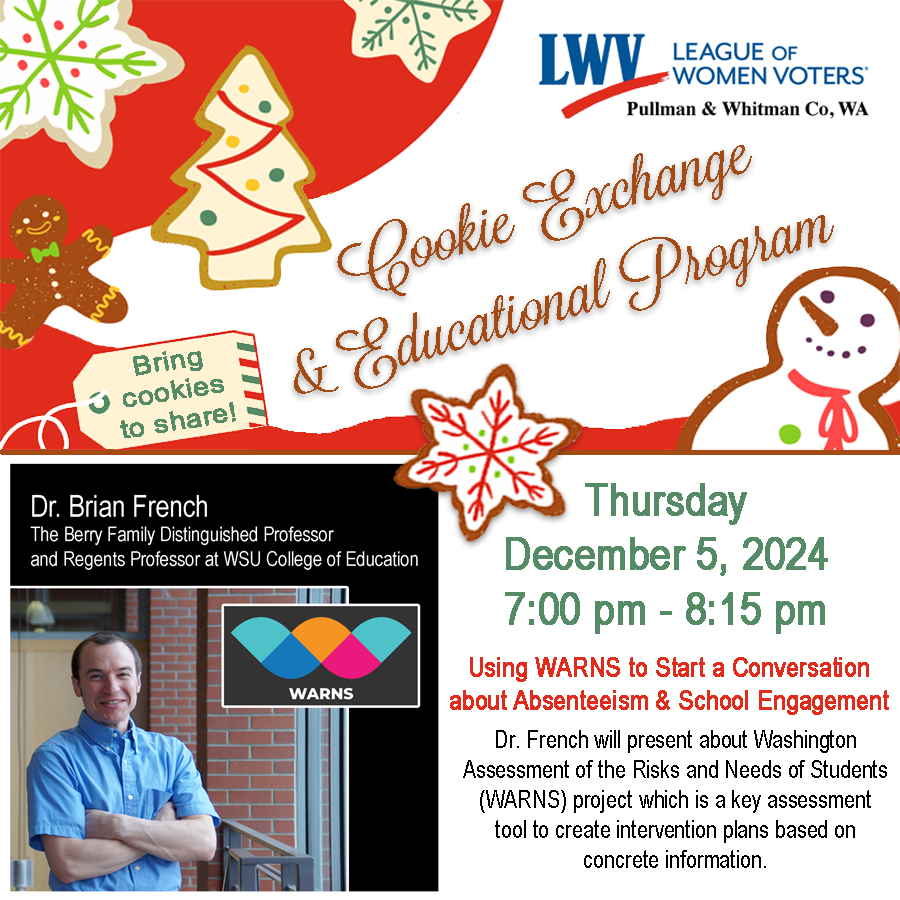 LWV LEAGUE OF
WOMEN VOTERS®
Pullman & Whitman Co, WA
Cookie Exchange
& Educational Program
Bring
cookies
to share!
Dr. Brian French
The Berry Family Distinguished Professor
and Regents Professor at WSU College of Education
WARNS
Thursday
December 5, 2024
7:00 pm - 8:15 pm
Using WARNS to Start a Conversation
about Absenteeism & School Engagement
Dr. French will present about Washington
Assessment of the Risks and Needs of Students
(WARNS) project which is a key assessment
tool to create intervention plans based on
concrete information.